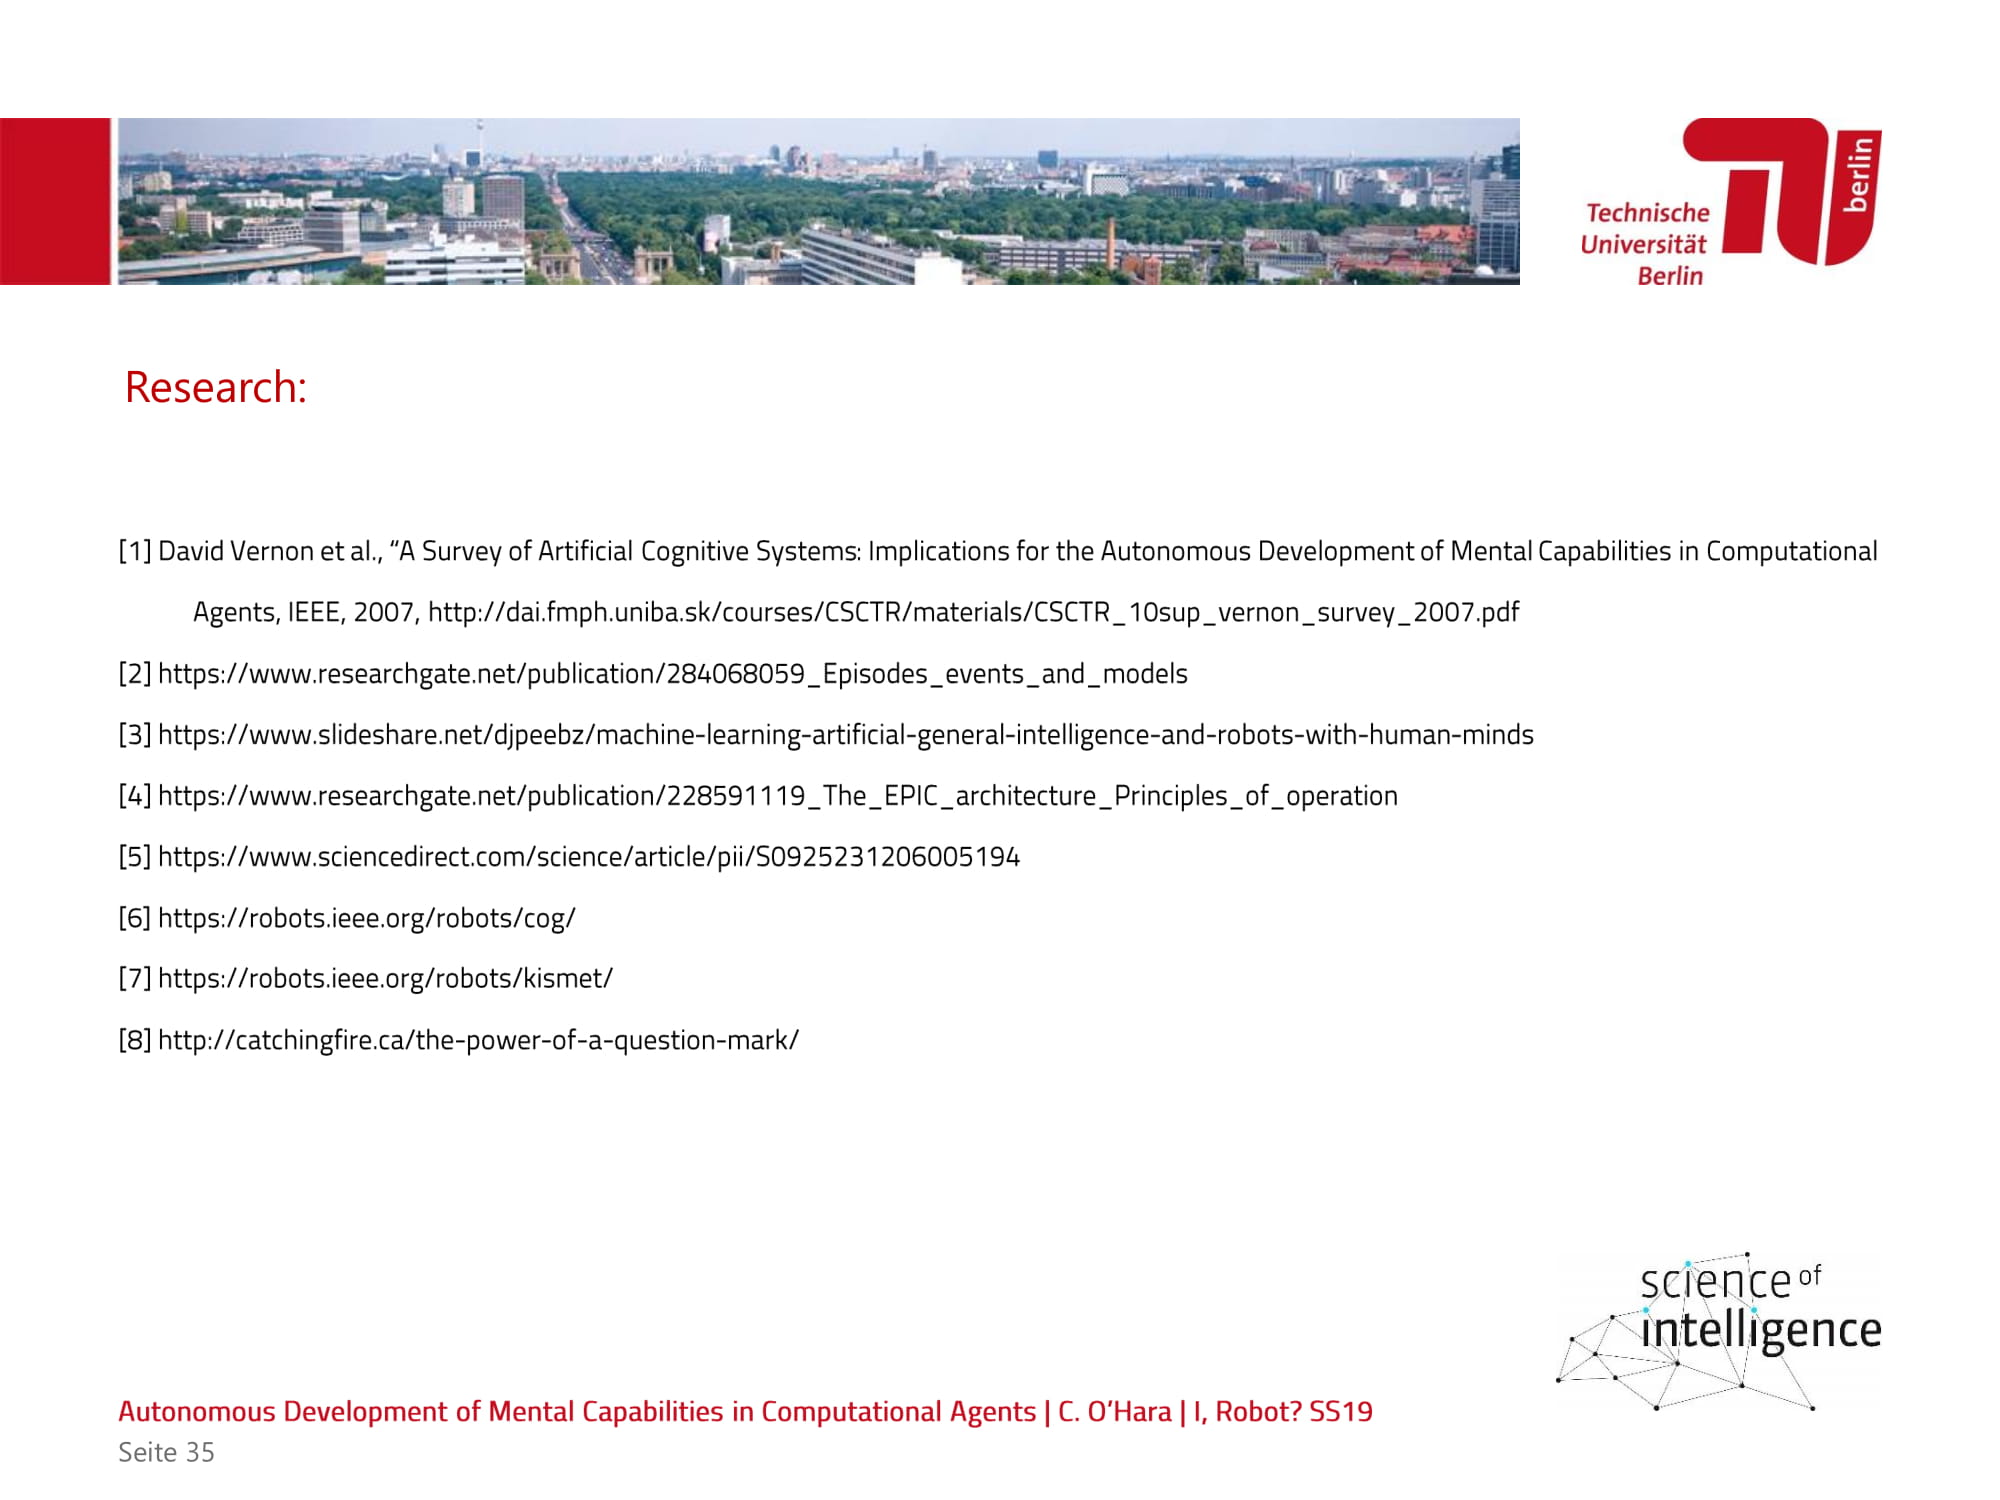 Technische
Universität
Berlin
berlin
Research:
[1] David Vernon et al., “A Survey of Artificial Cognitive Systems: Implications for the Autonomous Development of Mental Capabilities in Computational
Agents, IEEE, 2007, http://dai.fmph.uniba.sk/courses/CSCTR/materials/CSCTR_10sup_vernon_survey_2007.pdf
[2] https://www.researchgate.net/publication/284068059_Episodes_events_and_models
[3] https://www.slideshare.net/djpeebz/machine-learning-artificial-general-intelligence-and-robots-with-human-minds
[4] https://www.researchgate.net/publication/228591119_The_EPIC_architecture_Principles_of_operation
[5] https://www.sciencedirect.com/science/article/pii/S0925231206005194
[6] https://robots.ieee.org/robots/cog/
[7] https://robots.ieee.org/robots/kismet/
[8] http://catchingfire.ca/the-power-of-a-question-mark/
science of
intelligence
Autonomous Development of Mental Capabilities in Computational Agents | C. O’Hara | I, Robot? SS19
Seite 35